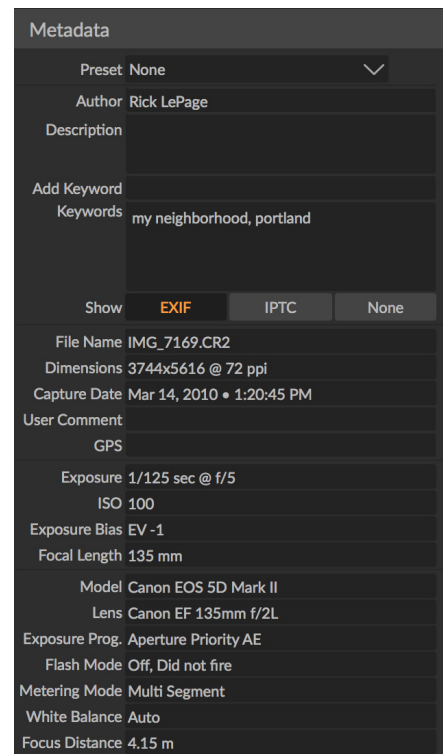 Metadata
Preset None
Author Rick LePage
Description
Add Keyword
Keywords my neighborhood, portland
Show EXIF IPTC None
File Name IMG_7169.CR2
Dimensions 3744x5616 @ 72 ppi
Capture Date Mar 14, 2010 • 1:20:45 PM
User Comment
GPS
Exposure 1/125 sec @ f/5
ISO 100
Exposure Bias EV -1
Focal Length 135 mm
Model Canon EOS 5D Mark II
Lens Canon EF 135mm f/2L
Exposure Prog. Aperture Priority AE
Flash Mode Off, Did not fire
Metering Mode Multi Segment
White Balance Auto
Focus Distance 4.15 m